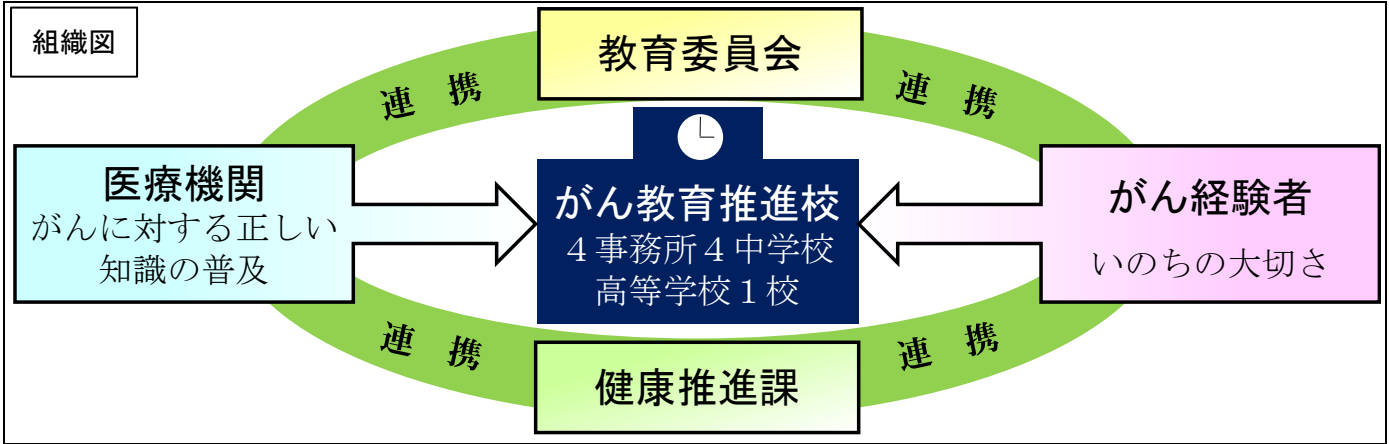 組織図
教育委員会
連携
連携
医療機関
がんに対する正しい
知識の普及
がん教育推進校
４事務所４中学校
高等学校１校
がん経験者
いのちの大切さ
連携
連携
健康推進課